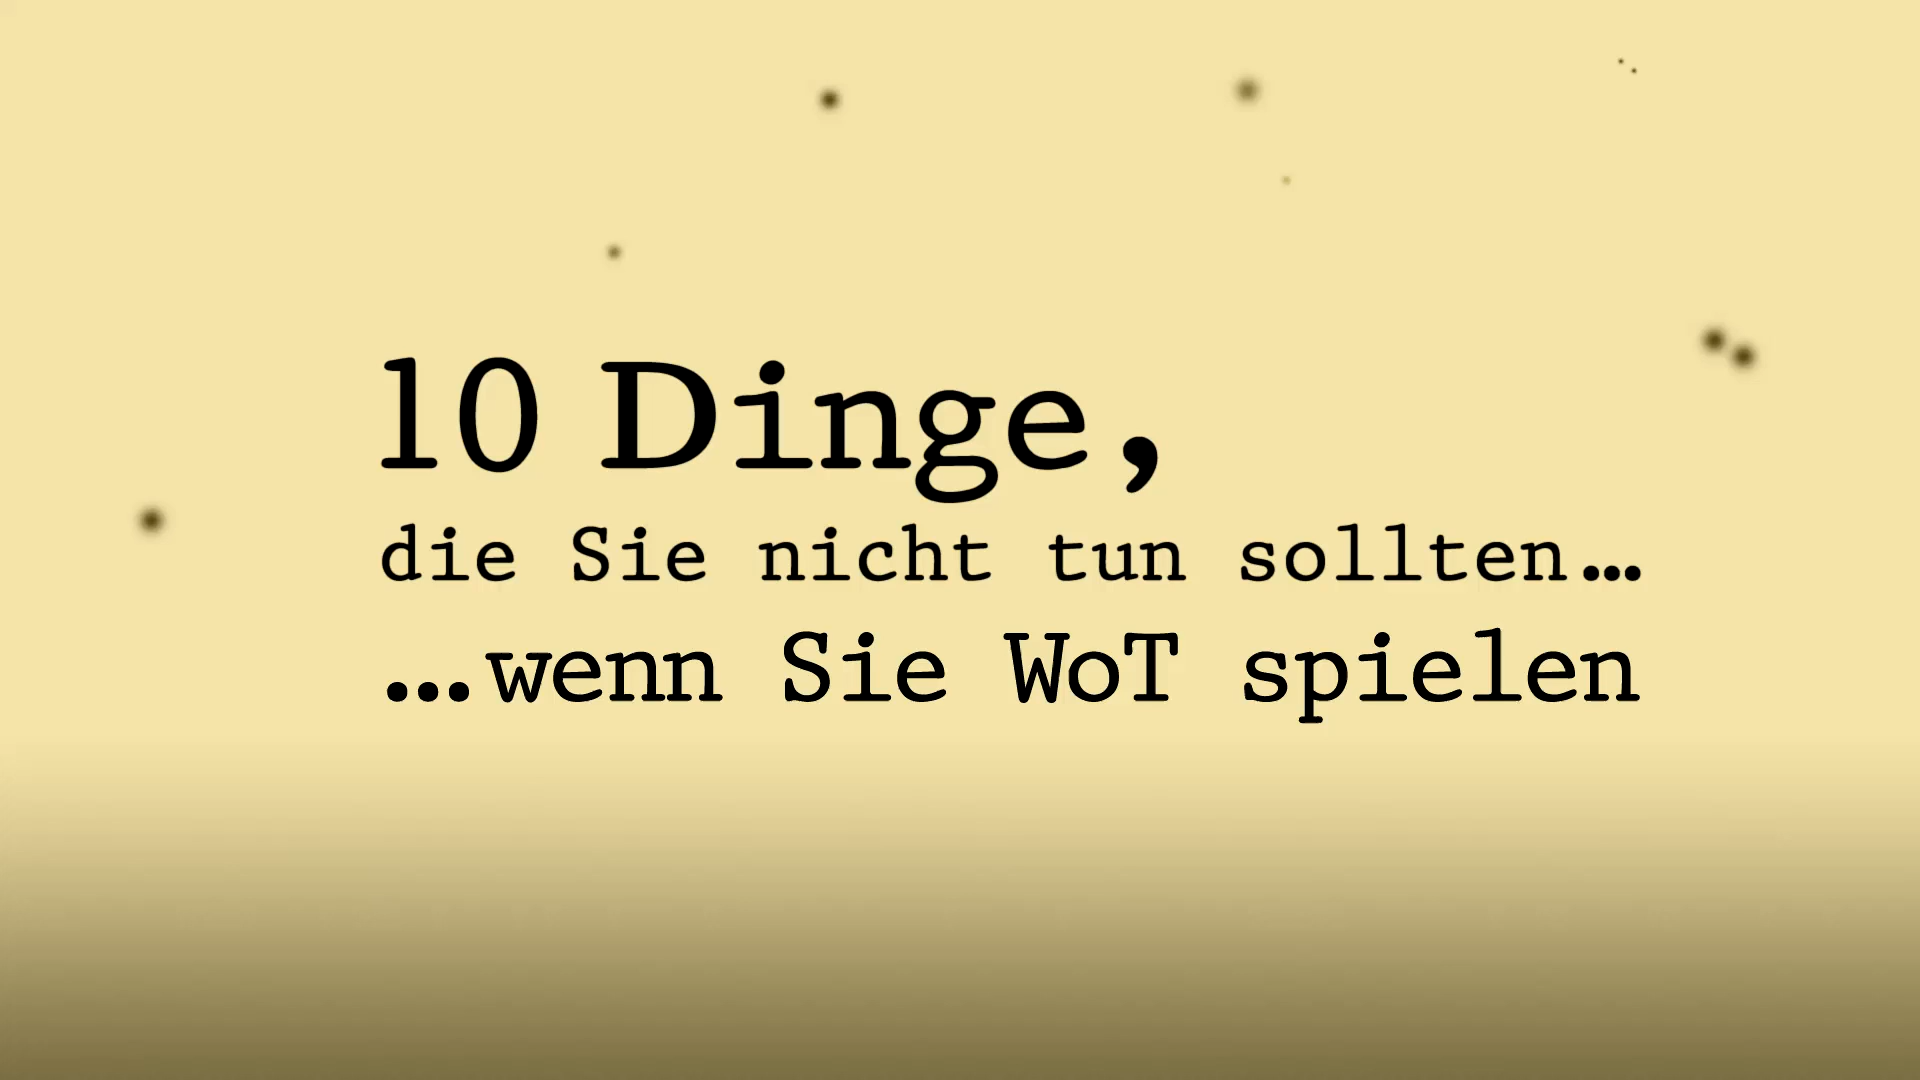 10 Dinge,
die Sie nicht tun sollten…
…wenn Sie WoT spielen